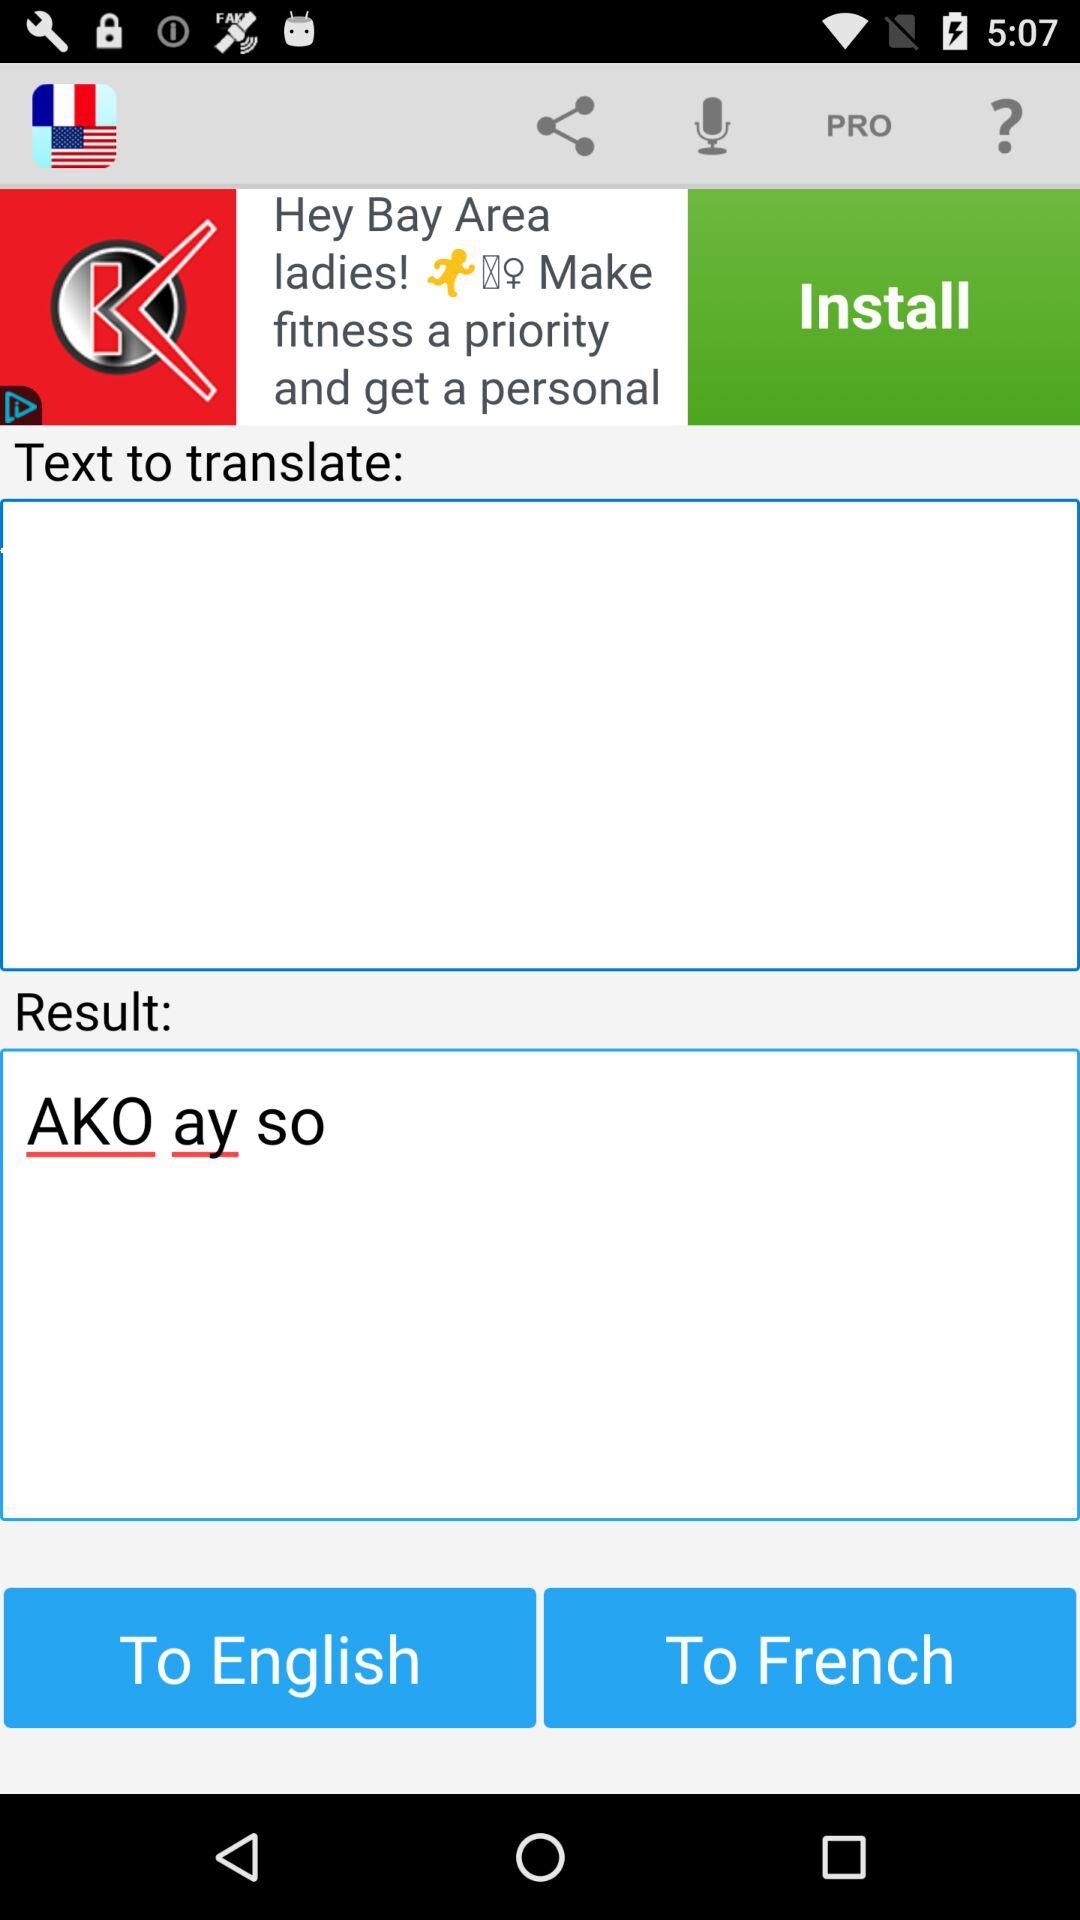 FAKE 5:07
PRO ?
Hey Bay Area
ladies! 🏃♀ Make
fitness a priority
and get a personal
Install
Text to translate:
Result:
AKO ay so
To English To French